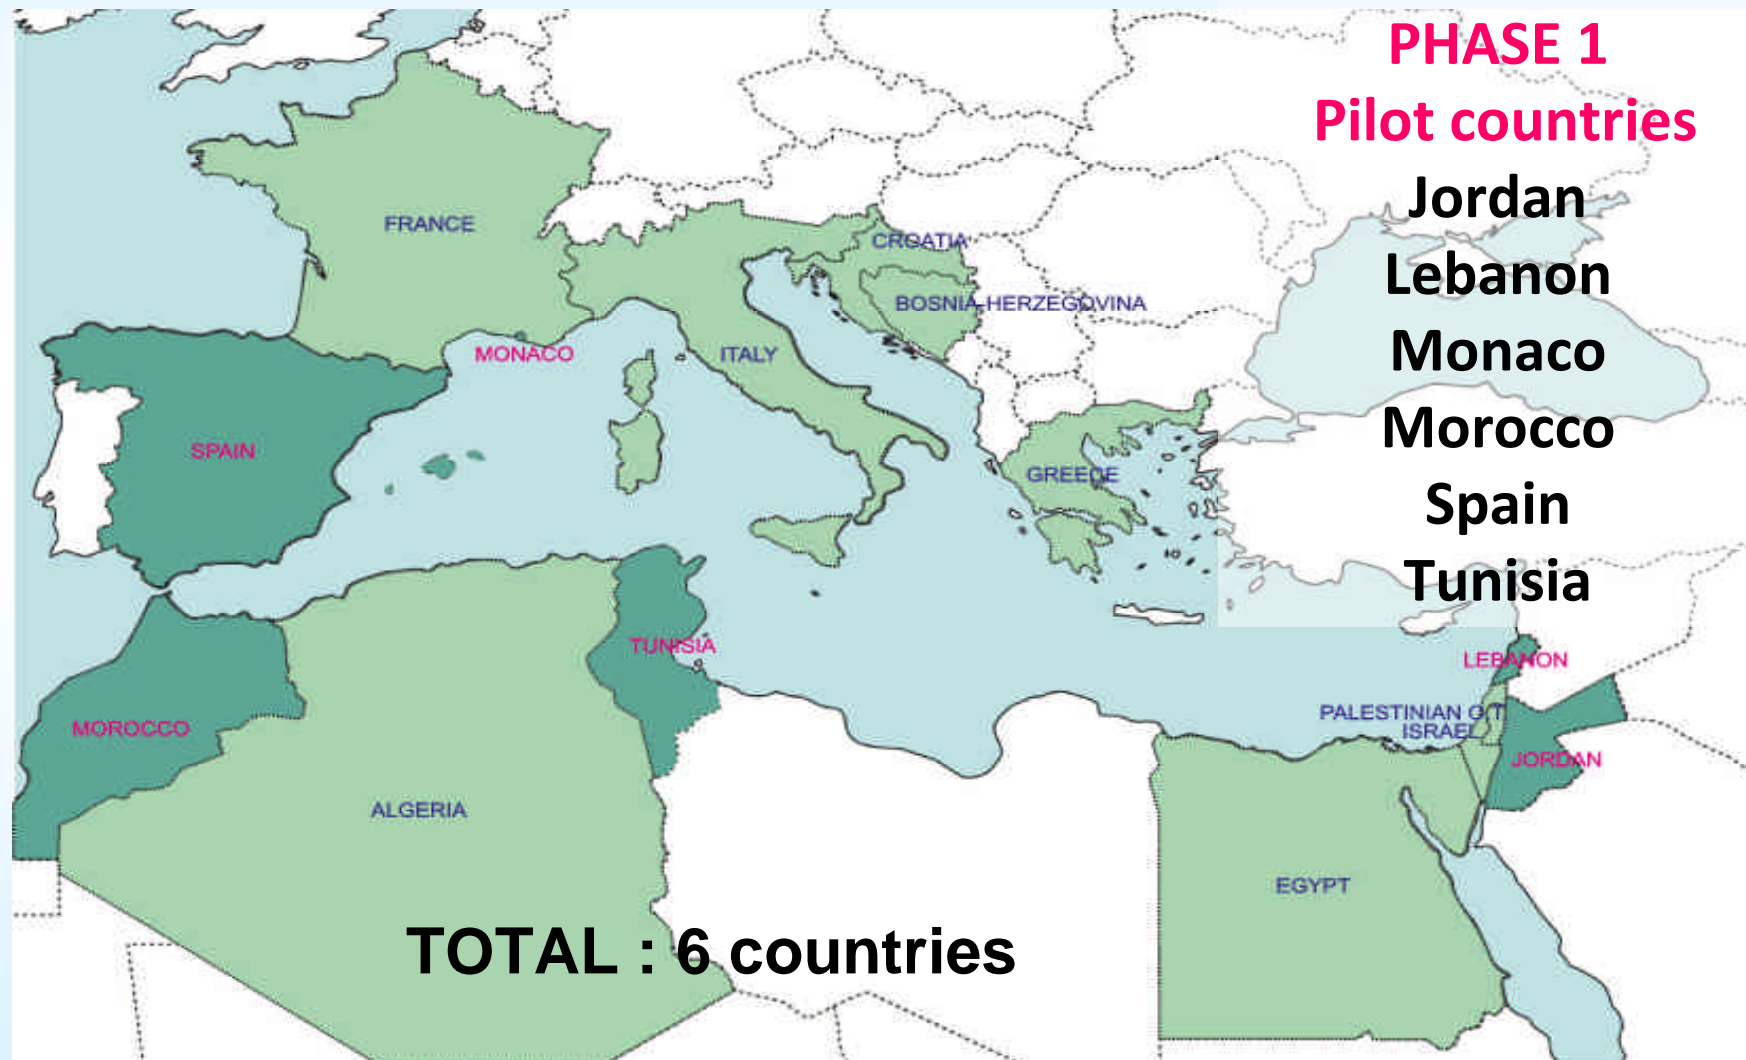 PHASE 1
Pilot countries
Jordan
Lebanon
Monaco
Morocco
Spain
Tunisia
FRANCE
CROATIA
BOSNIA-HERZEGOVINA
MONACO
ITALY
SPAIN
GREECE
TUNISIA
LEBANON
MOROCCO
PALESTINIAN O.T
ISRAEL
JORDAN
ALGERIA
EGYPT
TOTAL : 6 countries